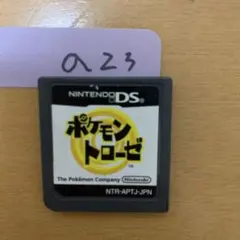 a23
NINTENDO DS
ポケモン
トローゼ
The Pokémon Company Nintendo
NTR-APTJ-JPN